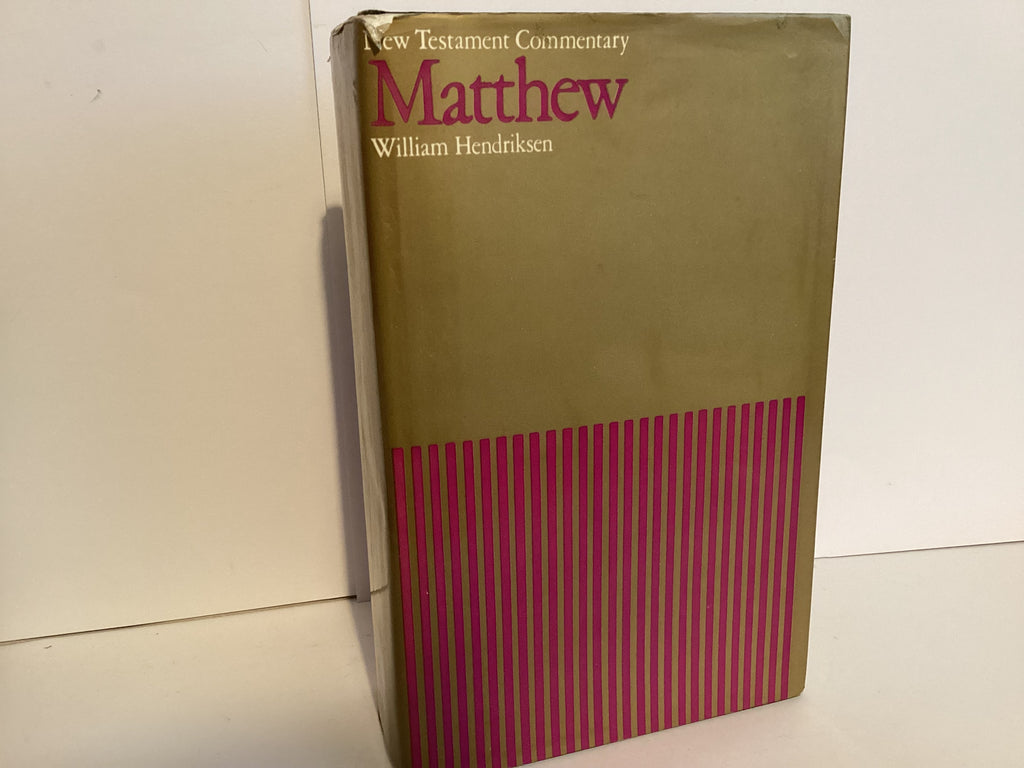 New Testament Commentary
Matthew
William Hendriksen